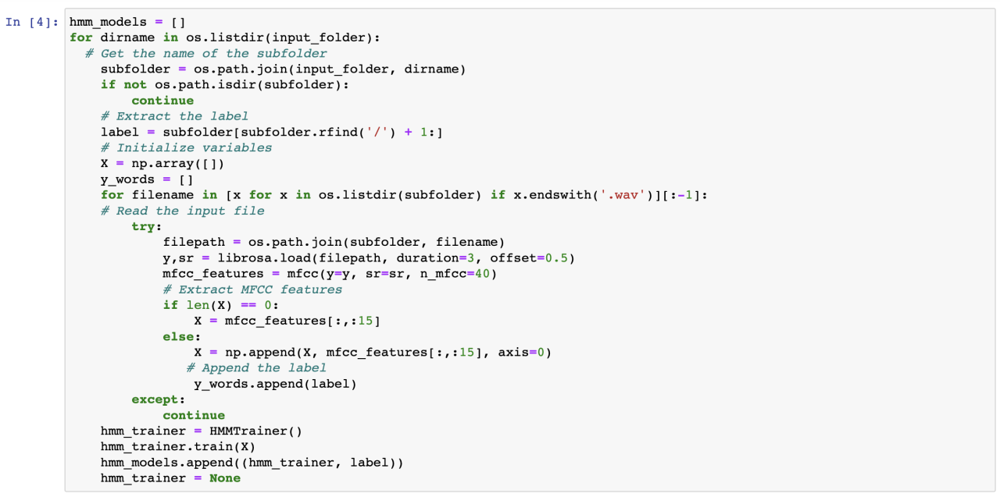 In [4]: hmm_models = []
for dirname in os.listdir(input_folder):
  # Get the name of the subfolder
    subfolder = os.path.join(input_folder, dirname)
    if not os.path.isdir(subfolder):
        continue
    # Extract the label
    label = subfolder[subfolder.rfind('/') + 1:]
    # Initialize variables
    X = np.array([])
    y_words = []
    for filename in [x for x in os.listdir(subfolder) if x.endswith('.wav')][:-1]:
    # Read the input file
        try:
            filepath = os.path.join(subfolder, filename)
            y,sr = librosa.load(filepath, duration=3, offset=0.5)
            mfcc_features = mfcc(y=y, sr=sr, n_mfcc=40)
            # Extract MFCC features
            if len(X) == 0:
                X = mfcc_features[:,:15]
            else:
                X = np.append(X, mfcc_features[:,:15], axis=0)
               # Append the label
                y_words.append(label)
        except:
            continue
    hmm_trainer = HMMTrainer()
    hmm_trainer.train(X)
    hmm_models.append((hmm_trainer, label))
    hmm_trainer = None